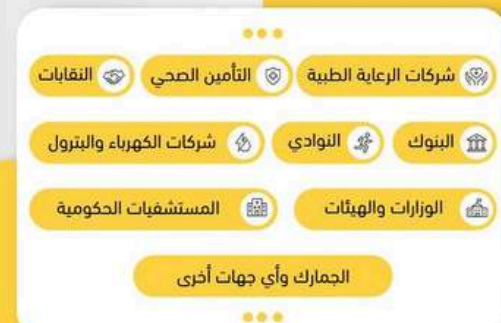 شركات الرعاية الطبية التأمين الصحي النقابات
البنوك النوادي شركات الكهرباء والبترول
الوزارات والهيئات المستشفيات الحكومية
الجمارك وأي جهات أخرى